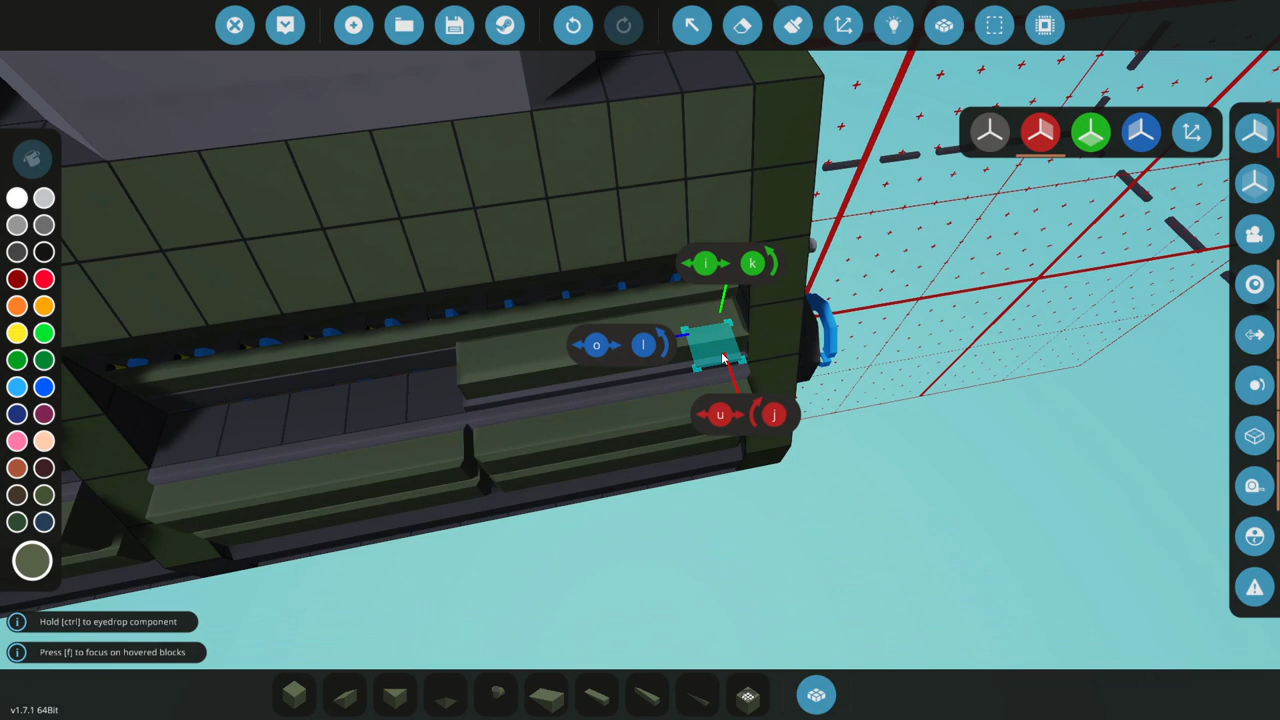 i k
o l
u j
Hold [ctrl] to eyedrop component
Press [f] to focus on hovered blocks
v1.7.1 64Bit